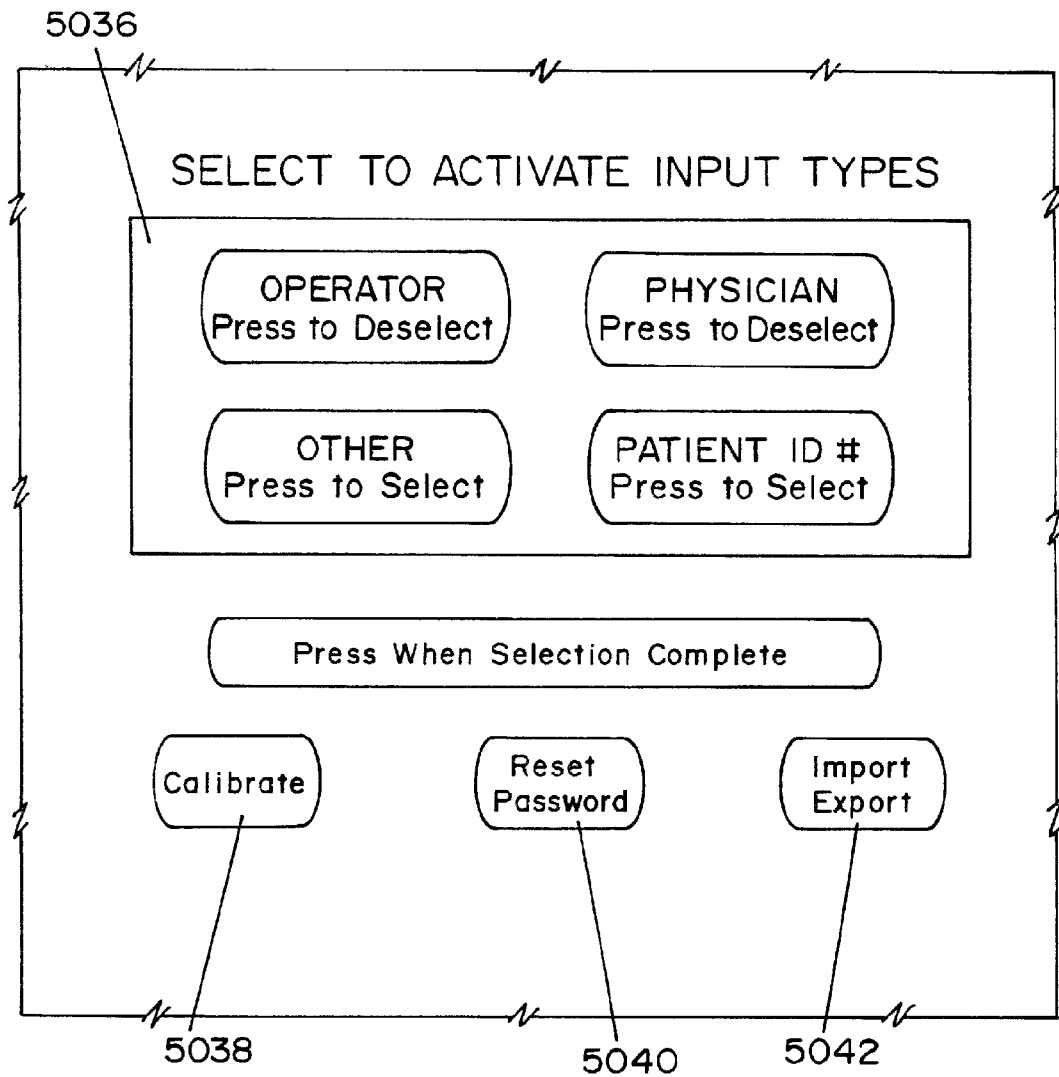 5036
SELECT TO ACTIVATE INPUT TYPES
OPERATOR
Press to Deselect
PHYSICIAN
Press to Deselect
OTHER
Press to Select
PATIENT ID #
Press to Select
Press When Selection Complete
Calibrate
Reset
Password
Import
Export
5038
5040
5042